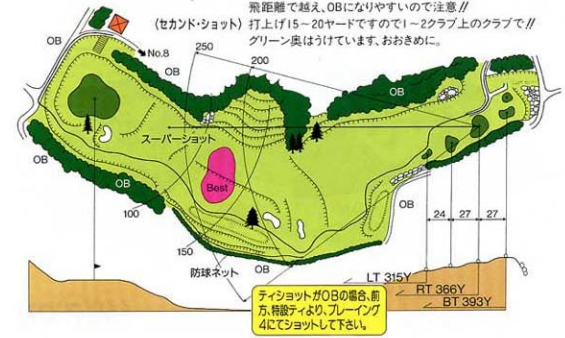 飛距離で越え、OBになりやすいので注意//
〈セカンド・ショット〉打上げ15~20ヤードですので1~2クラブ上のクラブで//
グリーン奥はうけています、おおきめに。
OB
No.8
OB
250
200
OB
OB
OB
スーパーショット
OB
OB
Best
OB
100
150
防球ネット
OB
24
27
27
LT 315Y
RT 366Y
BT 393Y
ティショットがOBの場合、前
方、特設ティより、プレーイング
4にてショットして下さい。